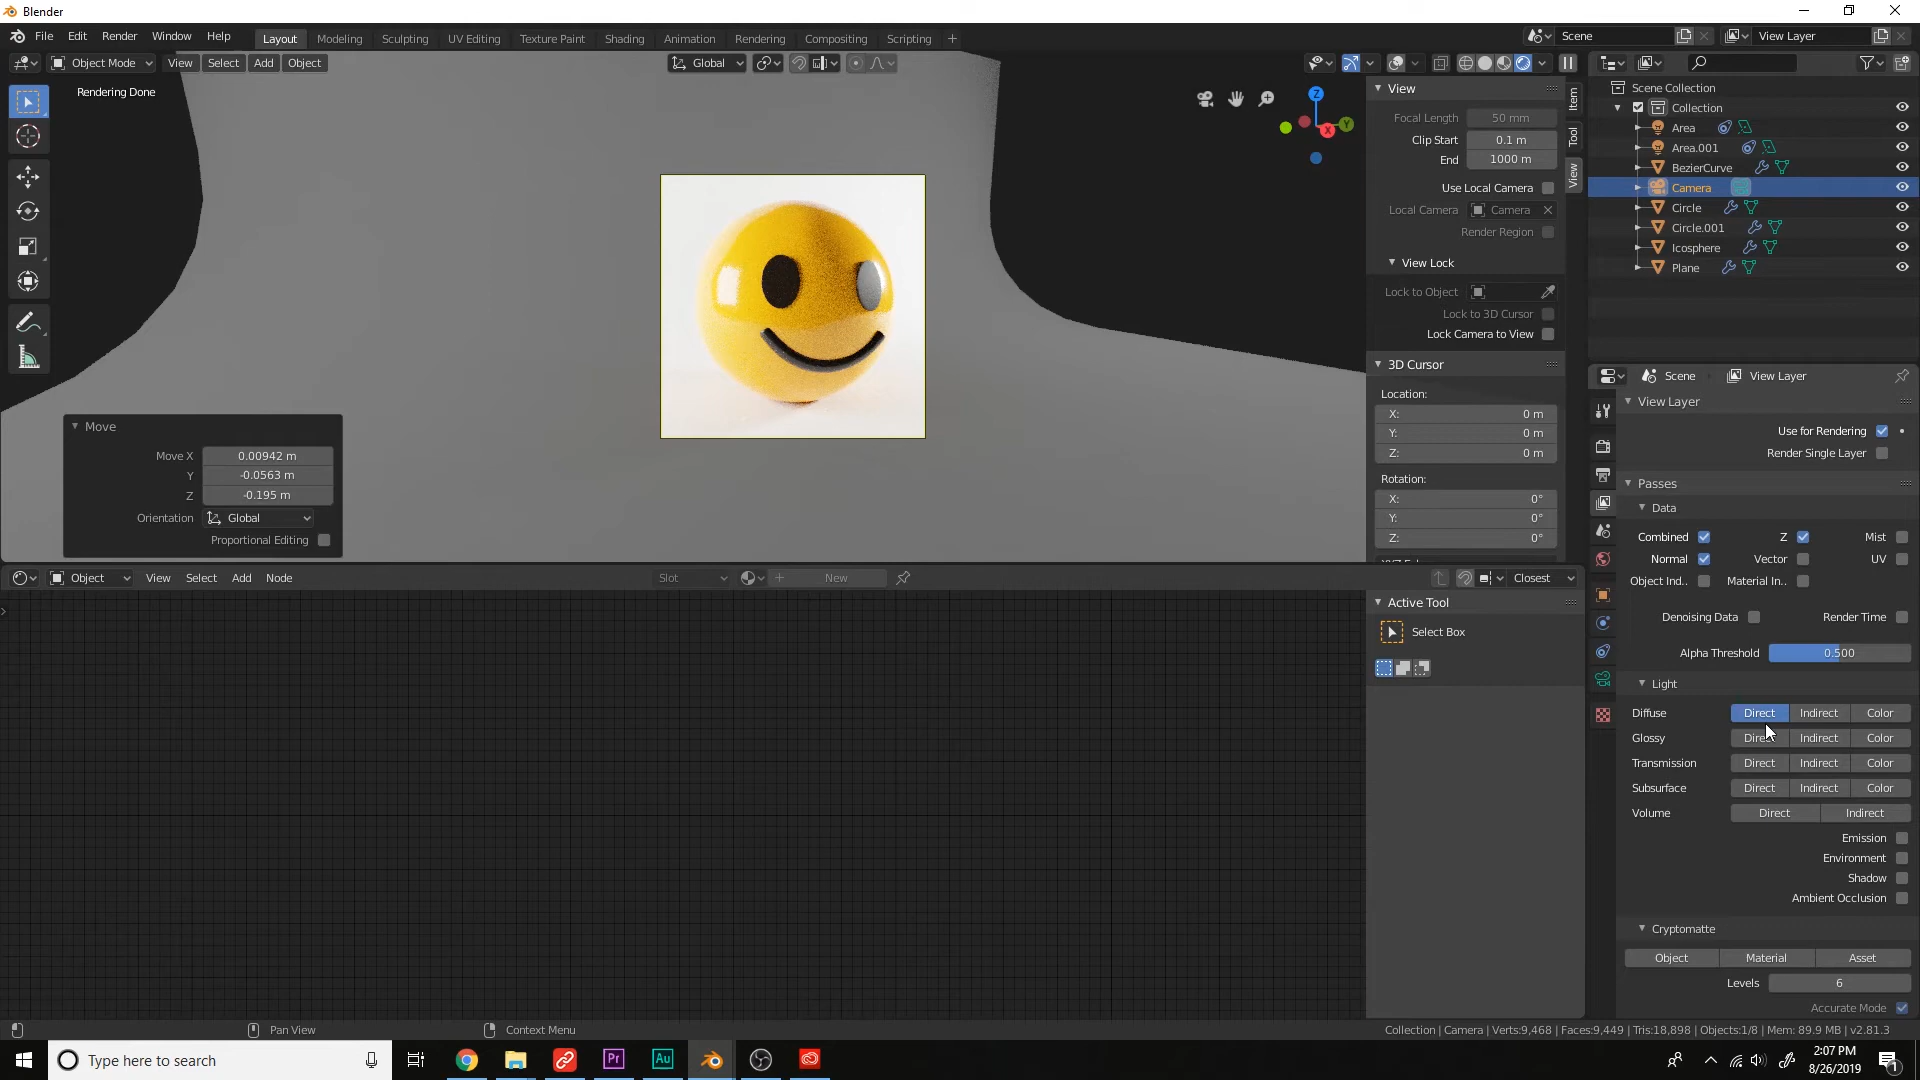 Blender
File Edit Render Window Help Layout Modeling Sculpting UV Editing Texture Paint Shading Animation Rendering Compositing Scripting + Scene View Layer
Object Mode View Select Add Object Global
Rendering Done
Z
Y
X
View
Focal Length 50 mm
Clip Start 0.1 m
End 1000 m
Use Local Camera
Local Camera Camera
Render Region
View Lock
Lock to Object
Lock to 3D Cursor
Lock Camera to View
3D Cursor
Location:
X: 0 m
Y: 0 m
Z: 0 m
Rotation:
X: 0°
Y: 0°
Z: 0°
Item
Tool
View
Scene Collection
Collection
Area
Area.001
BezierCurve
Camera
Circle
Circle.001
Icosphere
Plane
Move
Move X 0.00942 m
Y -0.0563 m
Z -0.195 m
Orientation Global
Proportional Editing
Scene View Layer
View Layer
Use for Rendering
Render Single Layer
Passes
Data
Combined Z Mist
Normal Vector UV
Object Ind.. Material In..
Denoising Data Render Time
Alpha Threshold 0.500
Light
Diffuse Direct Indirect Color
Glossy Direct Indirect Color
Transmission Direct Indirect Color
Subsurface Direct Indirect Color
Volume Direct Indirect
Emission
Environment
Shadow
Ambient Occlusion
Cryptomatte
Object Material Asset
Levels 6
Accurate Mode
Object View Select Add Node Slot New Closest
Active Tool
Select Box
Pan View Context Menu Collection | Camera | Verts:9,468 | Faces:9,449 | Tris:18,898 | Objects:1/8 | Mem: 89.9 MB | v2.81.3
Type here to search Pr Au 2:07 PM
8/26/2019 1